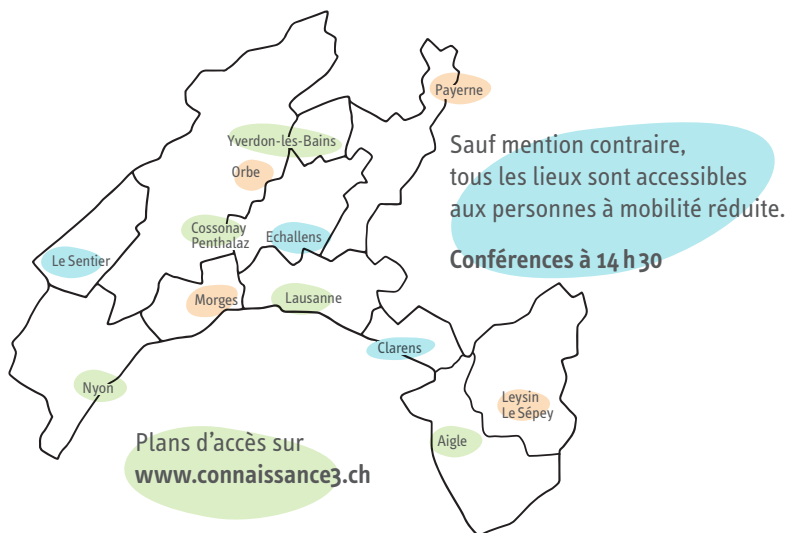 Payerne
Yverdon-les-Bains
Sauf mention contraire,
tous les lieux sont accessibles
aux personnes à mobilité réduite.
Conférences à 14 h 30
Orbe
Cossonay
Penthalaz
Echallens
Le Sentier
Morges
Lausanne
Clarens
Nyon
Leysin
Le Sépey
Aigle
Plans d'accès sur
www.connaissance3.ch